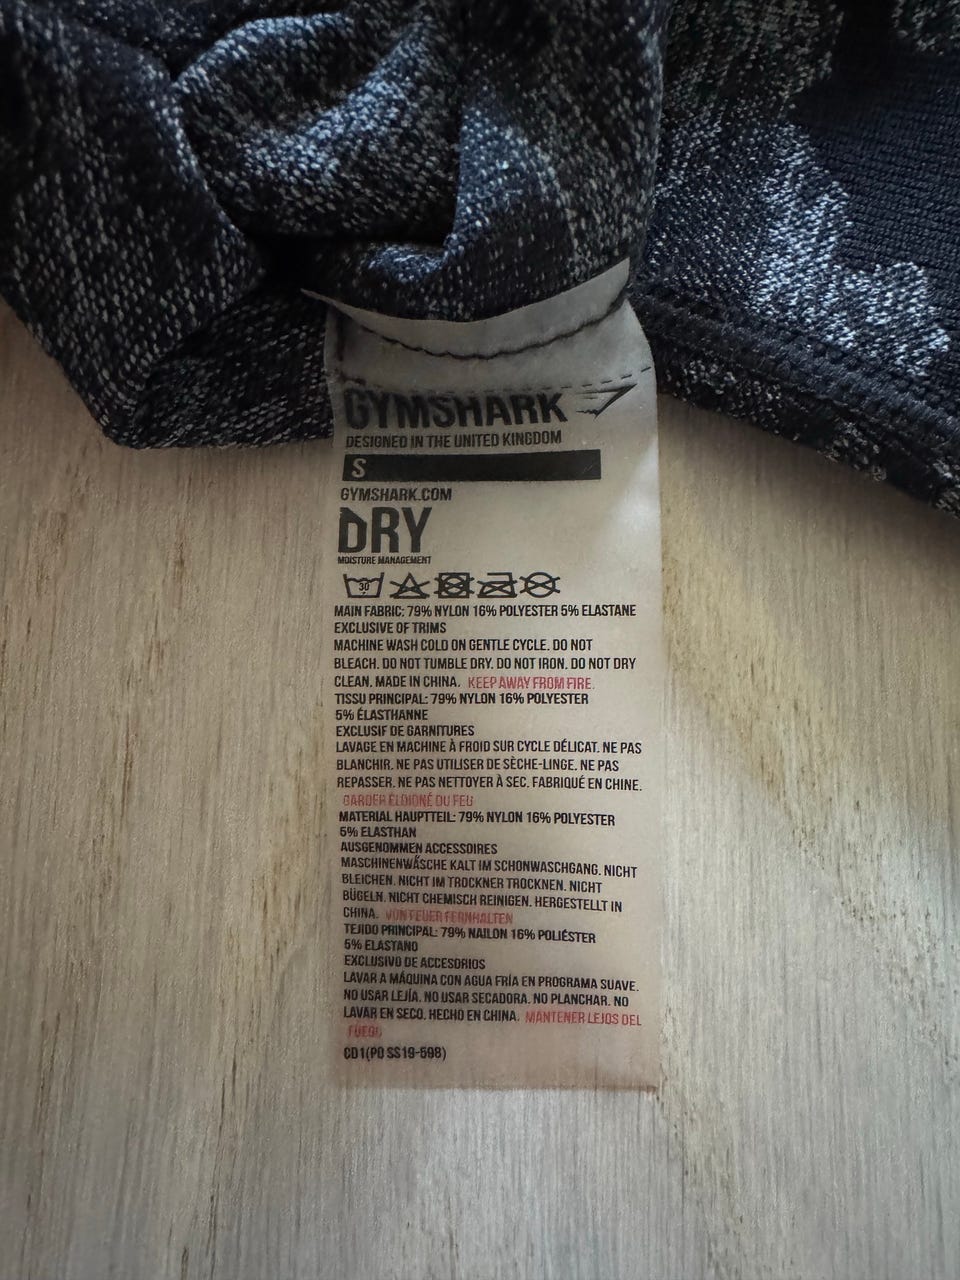 GYMSHARK
DESIGNED IN THE UNITED KINGDOM
S
GYMSHARK.COM
DRY
MOISTURE MANAGEMENT
30
MAIN FABRIC: 79% NYLON 16% POLYESTER 5% ELASTANE
EXCLUSIVE OF TRIMS
MACHINE WASH COLD ON GENTLE CYCLE. DO NOT
BLEACH. DO NOT TUMBLE DRY. DO NOT IRON. DO NOT DRY
CLEAN. MADE IN CHINA. KEEP AWAY FROM FIRE.
TISSU PRINCIPAL: 79% NYLON 16% POLYESTER
5% ÉLASTHANNE
EXCLUSIF DE GARNITURES
LAVAGE EN MACHINE À FROID SUR CYCLE DÉLICAT. NE PAS
BLANCHIR. NE PAS UTILISER DE SÈCHE-LINGE. NE PAS
REPASSER. NE PAS NETTOYER À SEC. FABRIQUÉ EN CHINE.
GARDER ÉLOIGNÉ DU FEU
MATERIAL HAUPTTEIL: 79% NYLON 16% POLYESTER
5% ELASTHAN
AUSGENOMMEN ACCESSOIRES
MASCHINENWÄSCHE KALT IM SCHONWASCHGANG. NICHT
BLEICHEN. NICHT IM TROCKNER TROCKNEN. NICHT
BÜGELN. NICHT CHEMISCH REINIGEN. HERGESTELLT IN
CHINA. VON FEUER FERNHALTEN
TEJIDO PRINCIPAL: 79% NAILON 16% POLIÉSTER
5% ELASTANO
EXCLUSIVO DE ACCESORIOS
LAVAR A MÁQUINA CON AGUA FRÍA EN PROGRAMA SUAVE.
NO USAR LEJÍA. NO USAR SECADORA. NO PLANCHAR. NO
LAVAR EN SECO. HECHO EN CHINA. MANTENER LEJOS DEL
FUEGO
CD1(PO SS19-598)